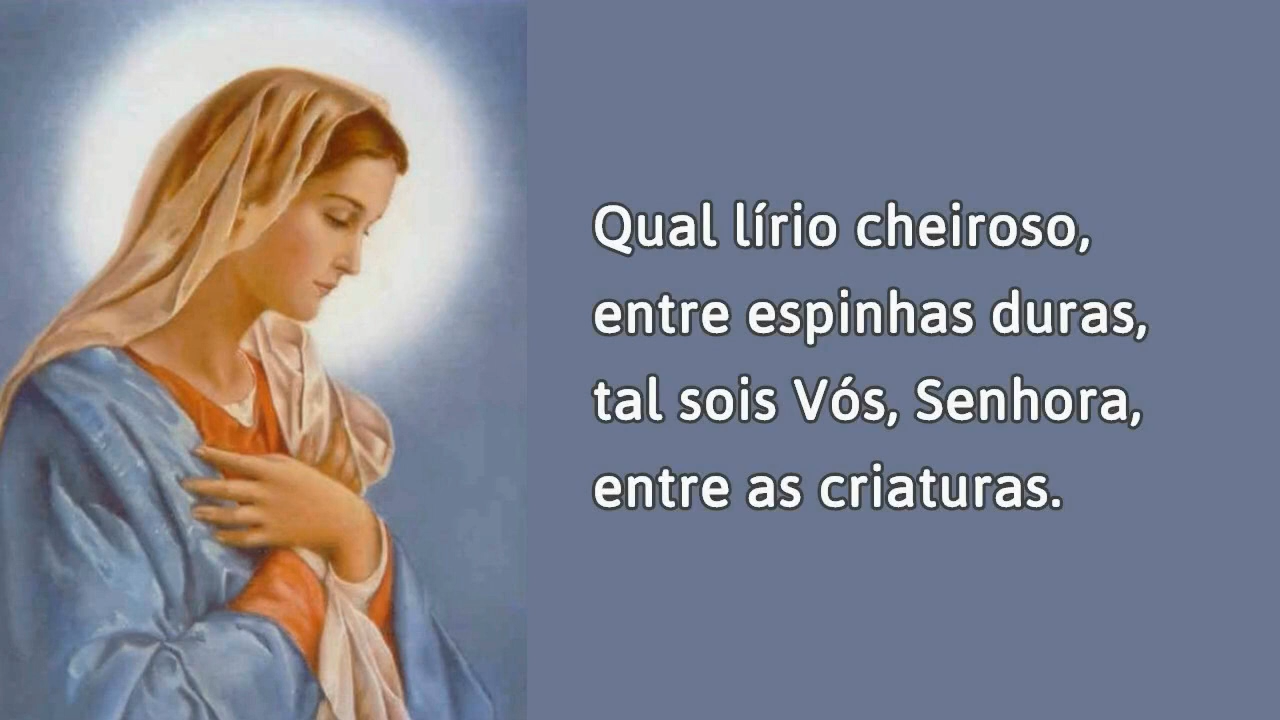 Qual lírio cheiroso,
entre espinhas duras,
tal sois Vós, Senhora,
entre as criaturas.